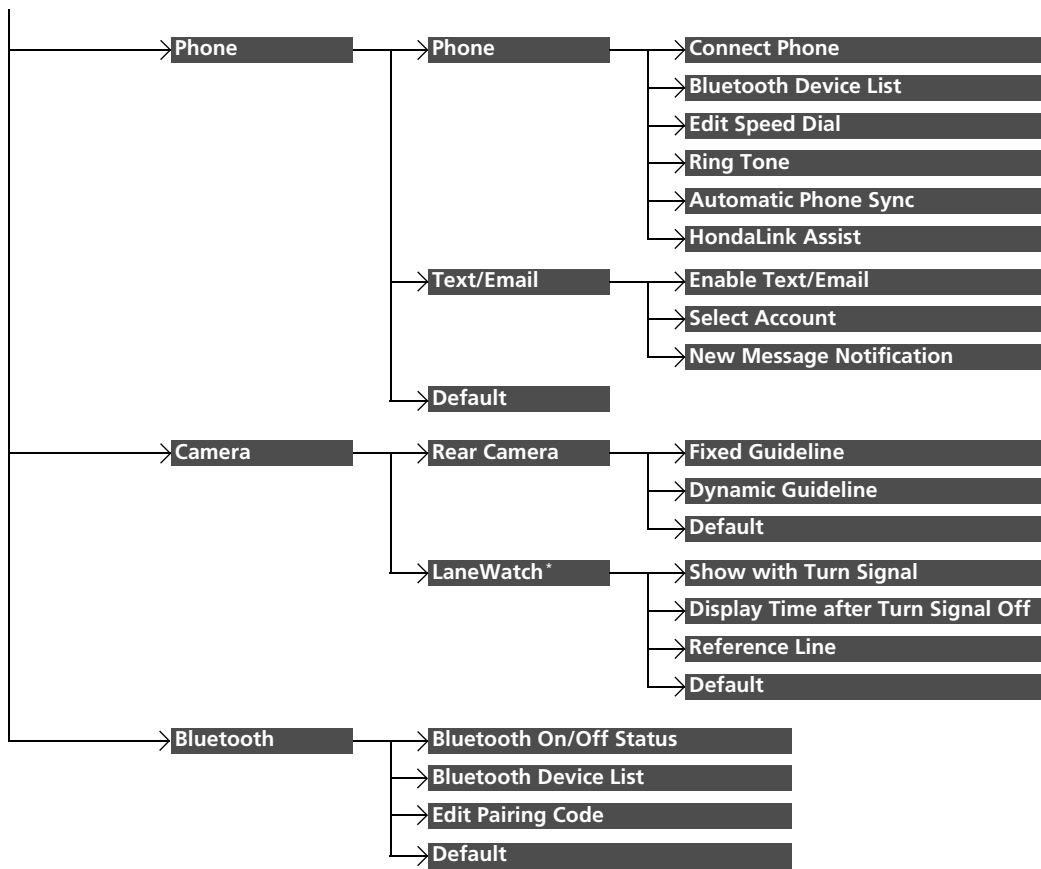 Phone
Phone
Connect Phone
Bluetooth Device List
Edit Speed Dial
Ring Tone
Automatic Phone Sync
HondaLink Assist
Text/Email
Enable Text/Email
Select Account
New Message Notification
Default
Camera
Rear Camera
Fixed Guideline
Dynamic Guideline
Default
LaneWatch*
Show with Turn Signal
Display Time after Turn Signal Off
Reference Line
Default
Bluetooth
Bluetooth On/Off Status
Bluetooth Device List
Edit Pairing Code
Default